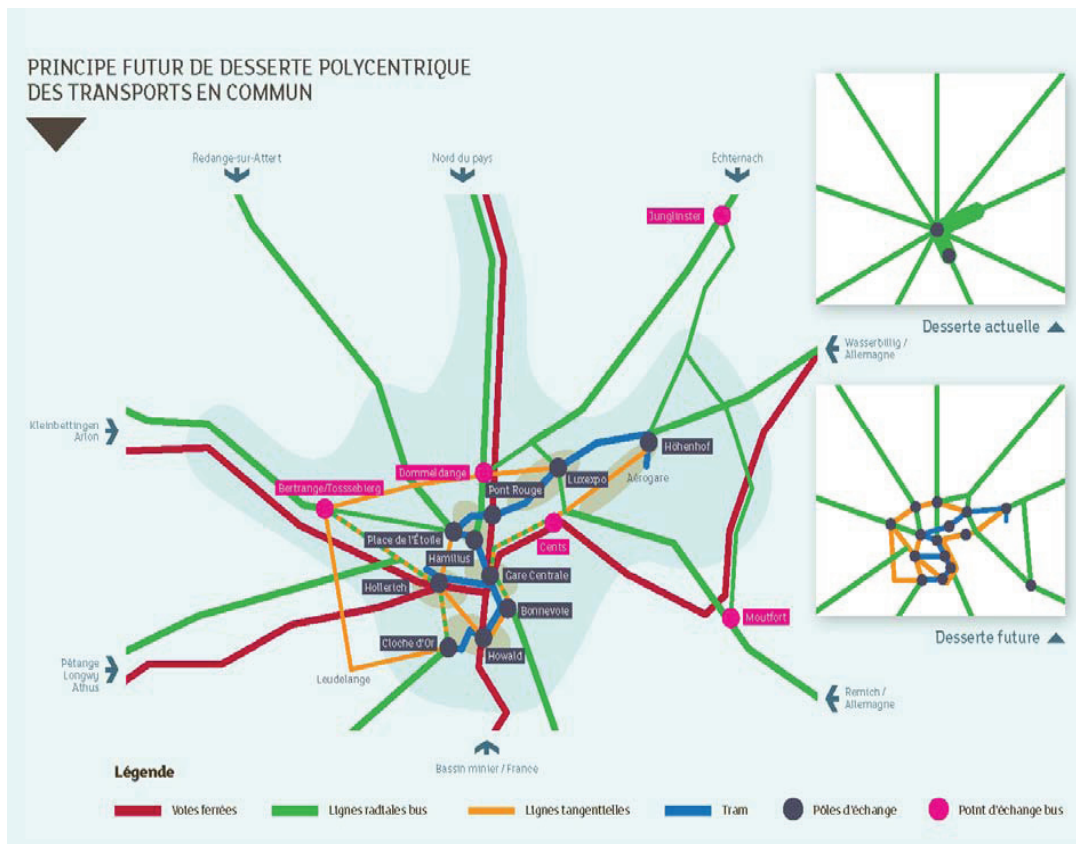 PRINCIPE FUTUR DE DESSERTE POLYCENTRIQUE
DES TRANSPORTS EN COMMUN
Redange-sur-Attert
Nord du pays
Echternach
Junglinster
Desserte actuelle
Wasserbillig /
Allemagne
Kleinbettingen
Arlon
Höhenhof
Dommeldange
Luxexpo
Aérogare
Bertrange/Tosssebierg
Pont Rouge
Place de l'Étoile
Cents
Hamilius
Gare Centrale
Hollerich
Bonnevoie
Moutfort
Cloche d'Or
Howald
Desserte future
Leudelange
Pétange
Longwy
Athus
Remich /
Allemagne
Bassin minier / France
Légende
Votes ferrées
Lignes radiales bus
Lignes tangentielles
Tram
Pôles d'échange
Point d'échange bus